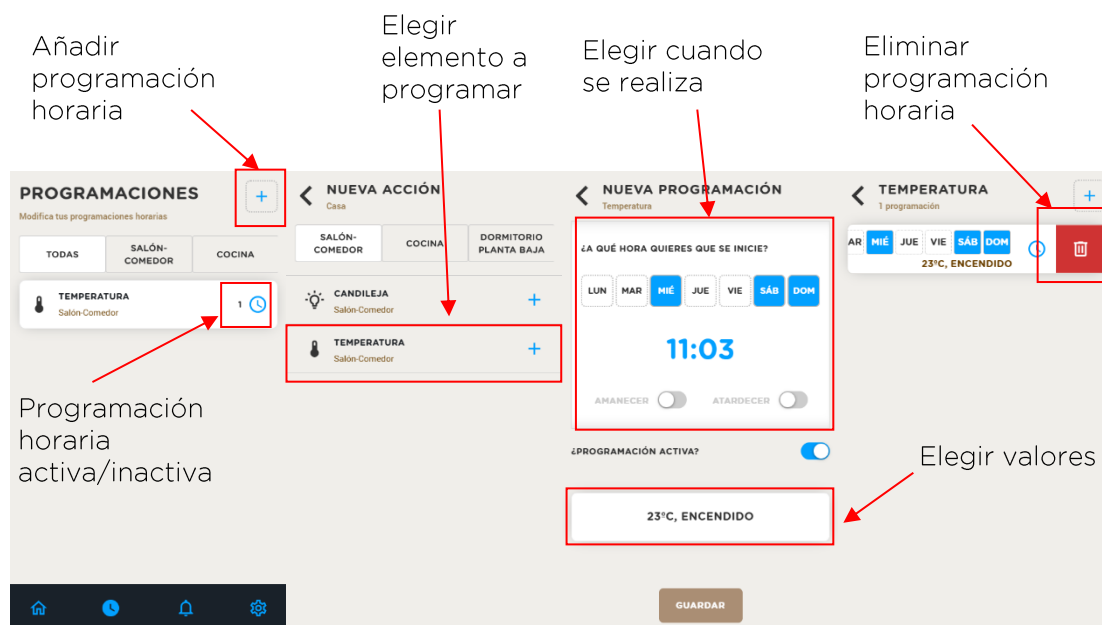 Añadir
programación
horaria
Elegir
elemento a
programar
Elegir cuando
se realiza
Eliminar
programación
horaria
PROGRAMACIONES
Modifica tus programaciones horarias
+
TODAS
SALÓN-
COMEDOR
COCINA
TEMPERATURA
Salón-Comedor
1
Programación
horaria
activa/inactiva
NUEVA ACCIÓN
Casa
SALÓN-
COMEDOR
COCINA
DORMITORIO
PLANTA BAJA
CANDILEJA
Salón-Comedor
+
TEMPERATURA
Salón-Comedor
+
NUEVA PROGRAMACIÓN
Temperatura
¿A QUÉ HORA QUIERES QUE SE INICIE?
LUN MAR MIÉ JUE VIE SÁB DOM
11:03
AMANECER ATARDECER
¿PROGRAMACIÓN ACTIVA?
23ºC, ENCENDIDO
GUARDAR
TEMPERATURA
1 programación
+
AR MIÉ JUE VIE SÁB DOM
23ºC, ENCENDIDO
Elegir valores